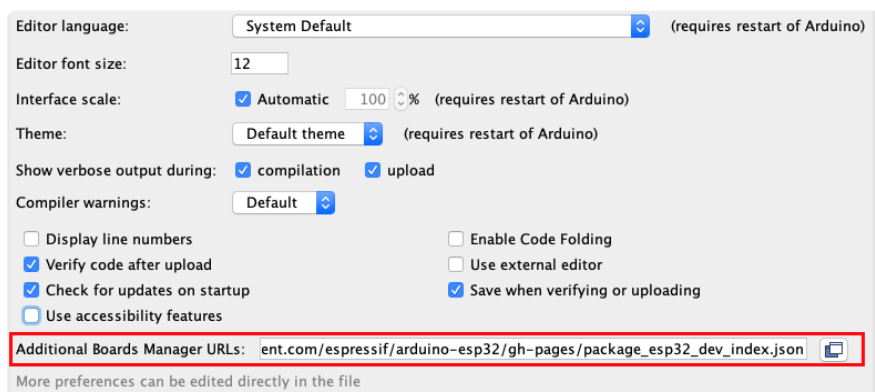 Editor language: System Default (requires restart of Arduino)
Editor font size: 12
Interface scale: Automatic 100 % (requires restart of Arduino)
Theme: Default theme (requires restart of Arduino)
Show verbose output during: compilation upload
Compiler warnings: Default
Display line numbers Enable Code Folding
Verify code after upload Use external editor
Check for updates on startup Save when verifying or uploading
Use accessibility features
Additional Boards Manager URLs: ent.com/espressif/arduino-esp32/gh-pages/package_esp32_dev_index.json
More preferences can be edited directly in the file